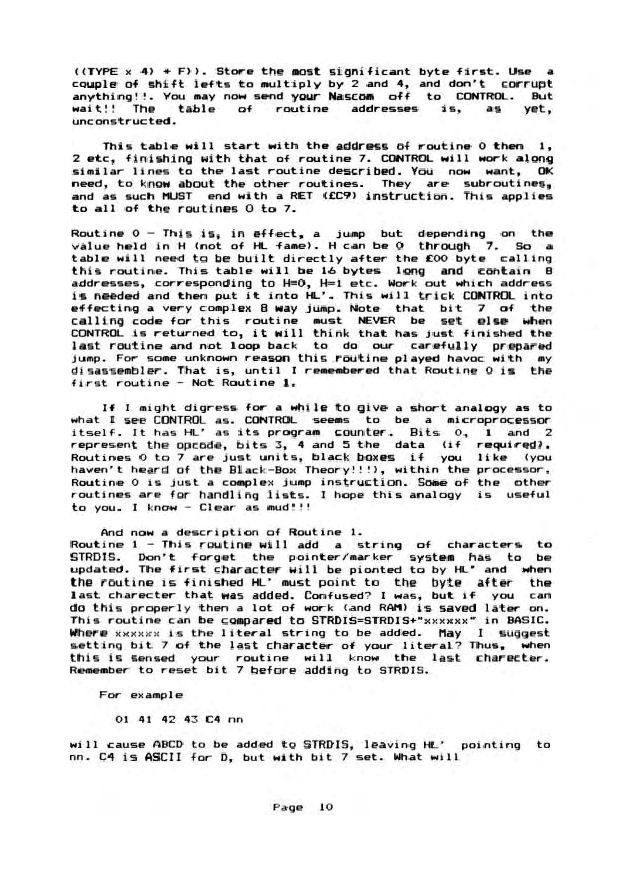 ((TYPE x 4) + F)). Store the most significant byte first. Use a
couple of shift lefts to multiply by 2 and 4, and don't corrupt
anything!!. You may now send your Nascom off to CONTROL. But
wait!! The table of routine addresses is, as yet,
unconstructed.
This table will start with the address of routine 0 then 1,
2 etc, finishing with that of routine 7. CONTROL will work along
similar lines to the last routine described. You now want, OK
need, to know about the other routines. They are subroutines,
and as such MUST end with a RET (£C9) instruction. This applies
to all of the routines 0 to 7.
Routine 0 - This is, in effect, a jump but depending on the
value held in H (not of HL fame). H can be 0 through 7. So a
table will need to be built directly after the £00 byte calling
this routine. This table will be 16 bytes long and contain 8
addresses, corresponding to H=0, H=1 etc. Work out which address
is needed and then put it into HL'. This will trick CONTROL into
effecting a very complex 8 way jump. Note that bit 7 of the
calling code for this routine must NEVER be set else when
CONTROL is returned to, it will think that has just finished the
last routine and not loop back to do our carefully prepared
jump. For some unknown reason this routine played havoc with my
disassembler. That is, until I remembered that Routine 0 is the
first routine - Not Routine 1.
If I might digress for a while to give a short analogy as to
what I see CONTROL as. CONTROL seems to be a microprocessor
itself. It has HL' as its program counter. Bits 0, 1 and 2
represent the opcode, bits 3, 4 and 5 the data (if required).
Routines 0 to 7 are just units, black boxes if you like (you
haven't heard of the Black-Box Theory!!!), within the processor.
Routine 0 is just a complex jump instruction. Some of the other
routines are for handling lists. I hope this analogy is useful
to you. I know - Clear as mud!!!
And now a description of Routine 1.
Routine 1 - This routine will add a string of characters to
STRDIS. Don't forget the pointer/marker system has to be
updated. The first character will be pionted to by HL' and when
the routine is finished HL' must point to the byte after the
last charecter that was added. Confused? I was, but if you can
do this properly then a lot of work (and RAM) is saved later on.
This routine can be compared to STRDIS=STRDIS+"xxxxxx" in BASIC.
Where xxxxxx is the literal string to be added. May I suggest
setting bit 7 of the last character of your literal? Thus, when
this is sensed your routine will know the last charecter.
Remember to reset bit 7 before adding to STRDIS.
For example
01 41 42 43 C4 nn
will cause ABCD to be added to STRDIS, leaving HL' pointing to
nn. C4 is ASCII for D, but with bit 7 set. What will
Page 10